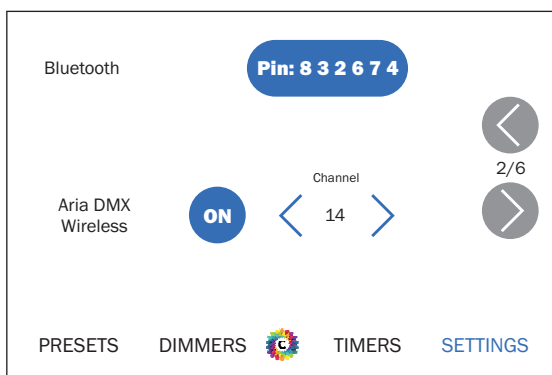 Bluetooth
Pin: 8 3 2 6 7 4
2/6
Aria DMX
Wireless
ON
Channel
14
PRESETS
DIMMERS
C
TIMERS
SETTINGS